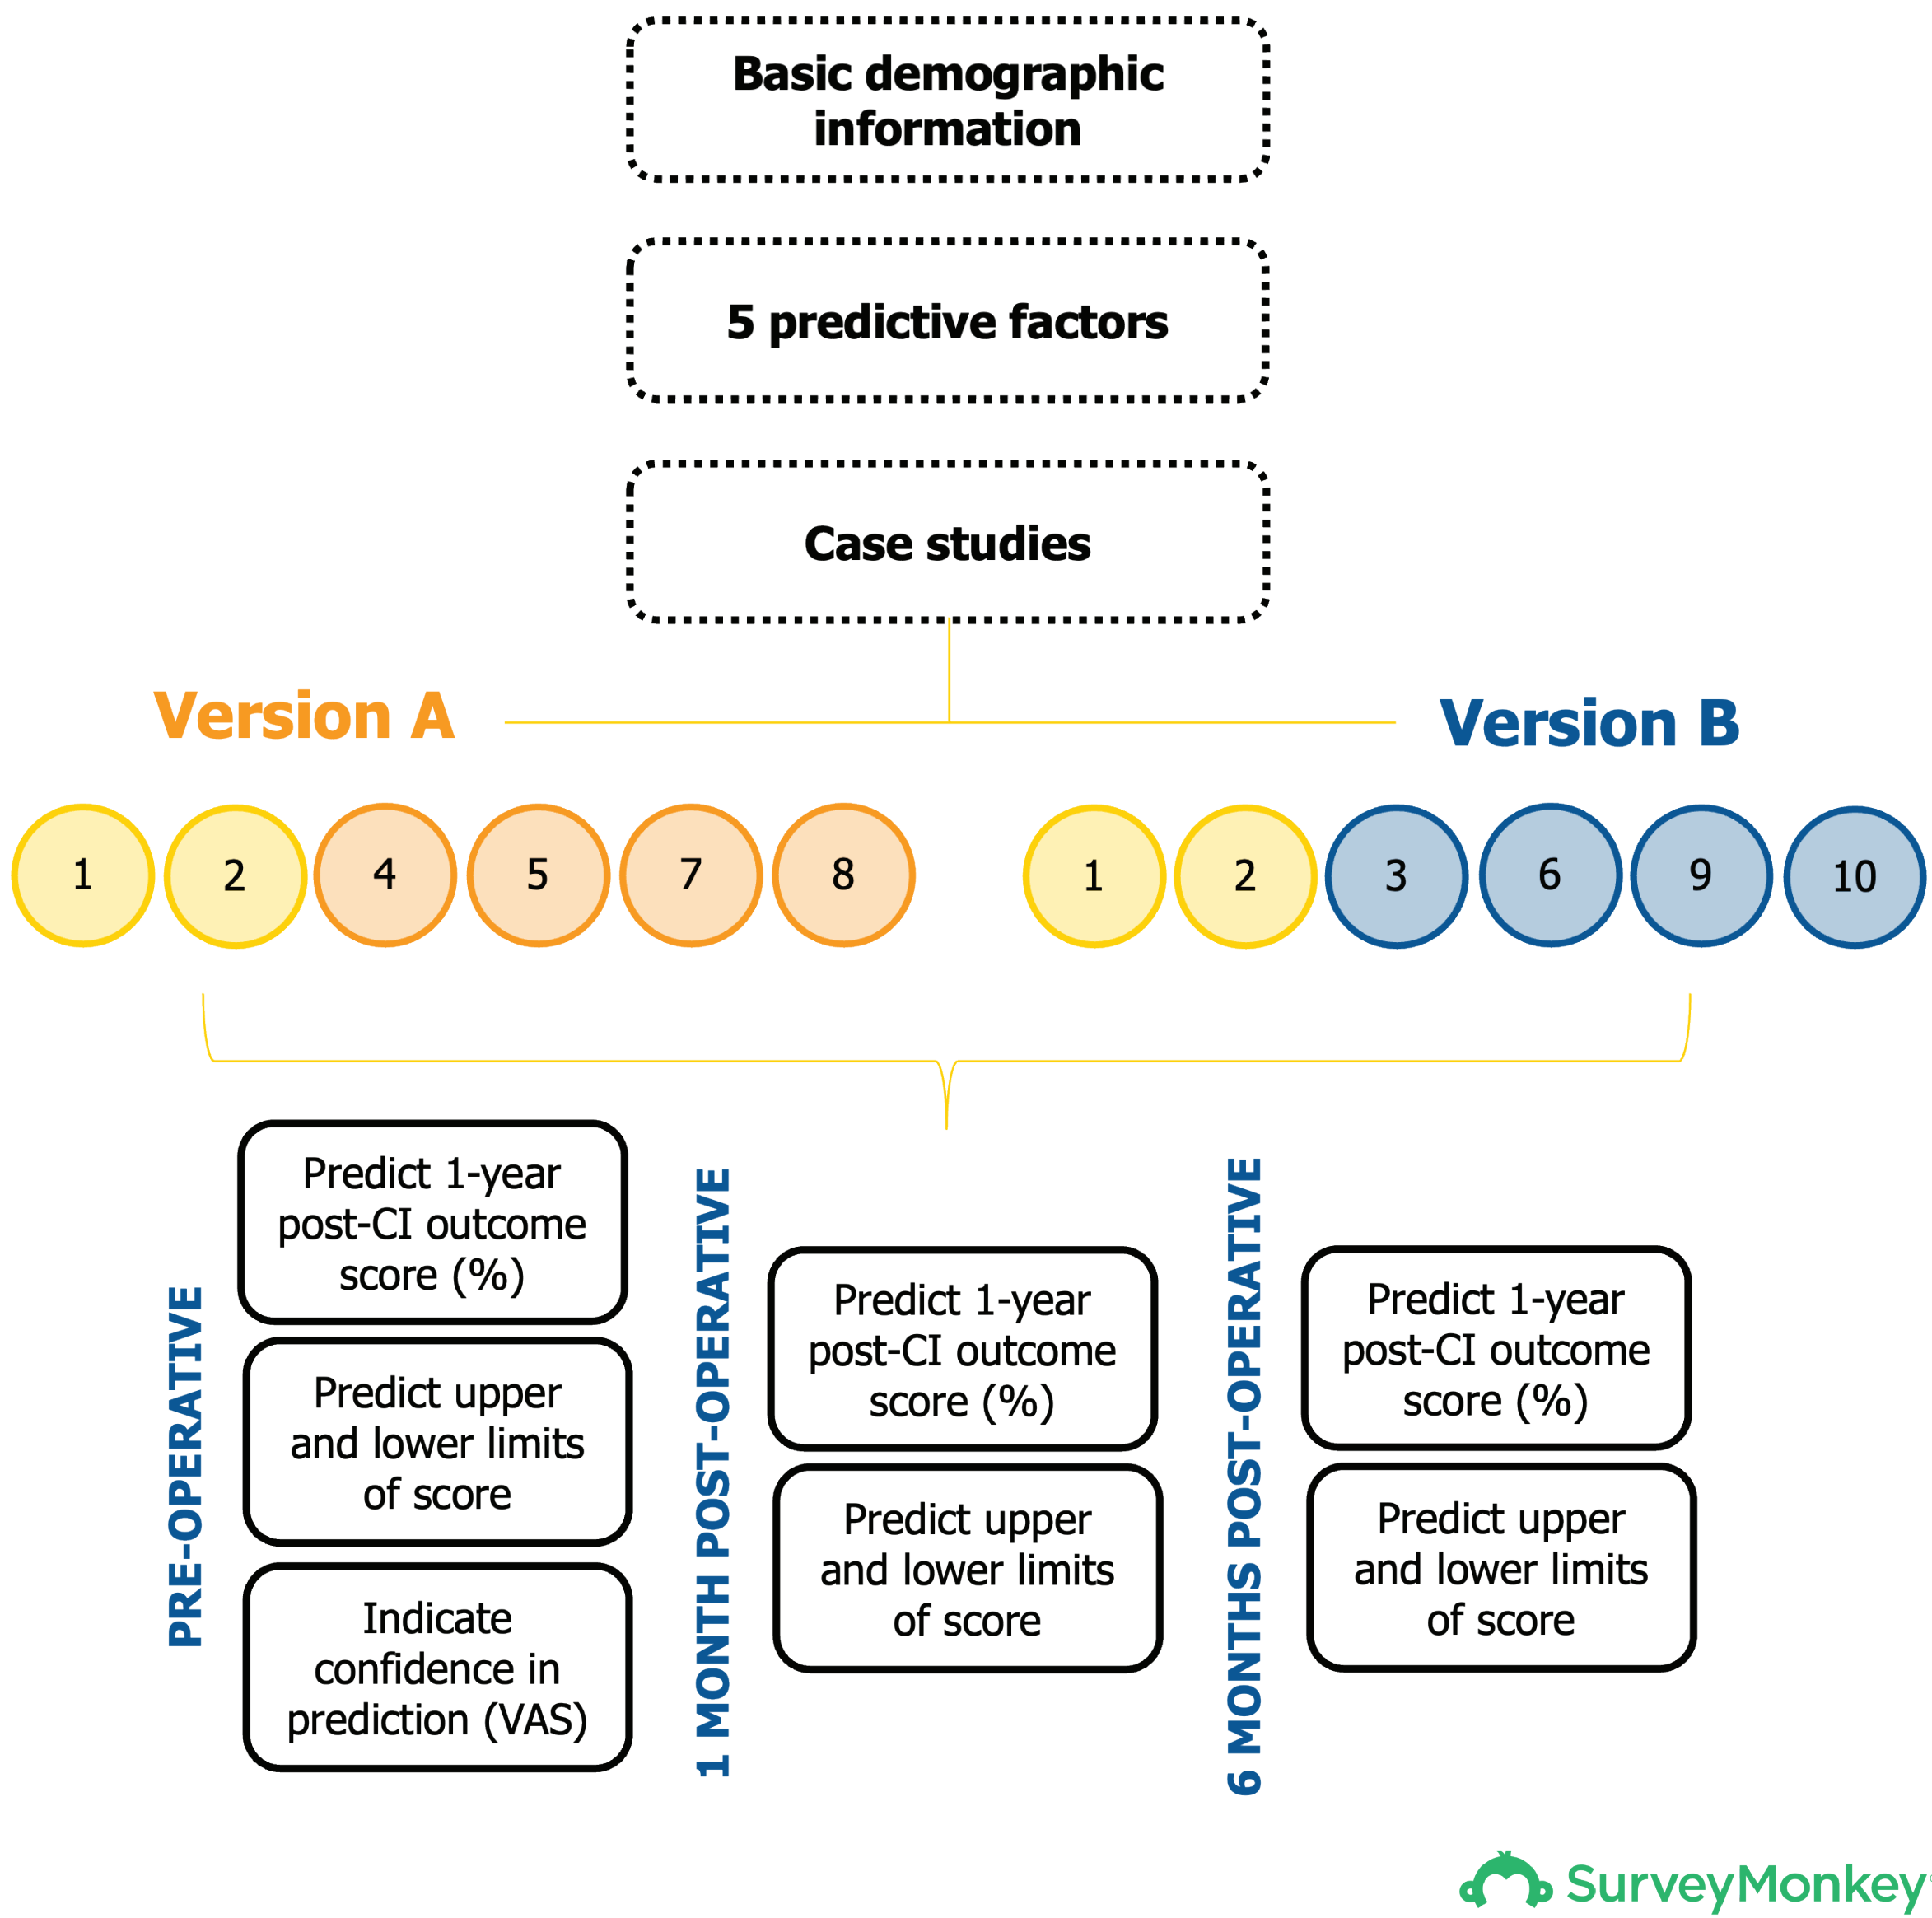 Basic demographic
information
5 predictive factors
Case studies
Version A
Version B
1 2 4 5 7 8
1 2 3 6 9 10
PRE-OPERATIVE
Predict 1-year
post-CI outcome
score (%)
Predict upper
and lower limits
of score
Indicate
confidence in
prediction (VAS)
1 MONTH POST-OPERATIVE
Predict 1-year
post-CI outcome
score (%)
Predict upper
and lower limits
of score
6 MONTHS POST-OPERATIVE
Predict 1-year
post-CI outcome
score (%)
Predict upper
and lower limits
of score
SurveyMonkey